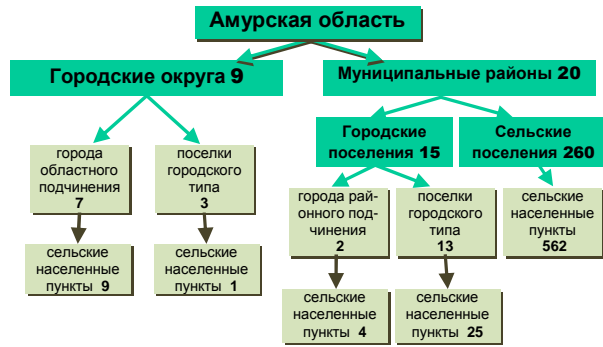 Амурская область
Городские округа 9
Муниципальные районы 20
Городские
поселения 15
Сельские
поселения 260
города
областного
подчинения
7
поселки
городского
типа
3
города рай-
онного под-
чинения
2
поселки
городского
типа
13
сельские
населенные
пункты
562
сельские
населенные
пункты 9
сельские
населенные
пункты 1
сельские
населенные
пункты 4
сельские
населенные
пункты 25